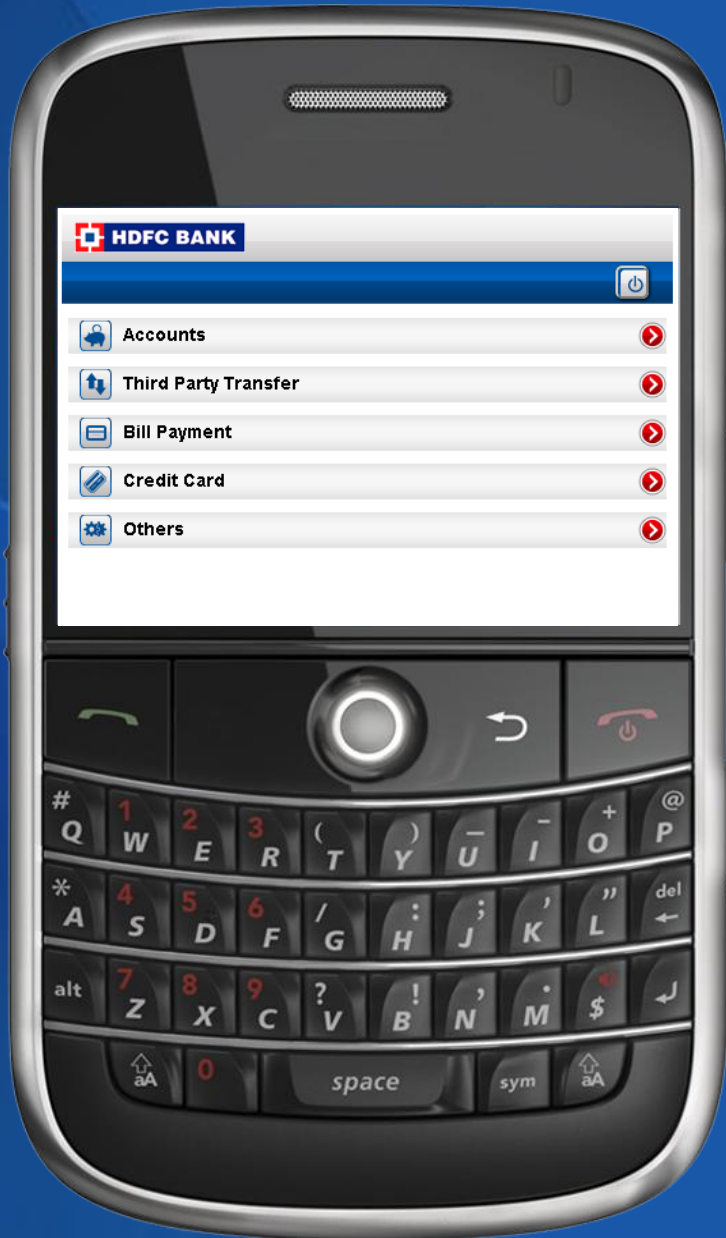 HDFC BANK
Accounts
Third Party Transfer
Bill Payment
Credit Card
Others
# 1 2 3 ( ) _ - + @
Q W E R T Y U I O P
* 4 5 6 / : ; ' " del
A S D F G H J K L
alt 7 8 9 ? ! , .
Z X C V B N M $
aA 0 space sym aA